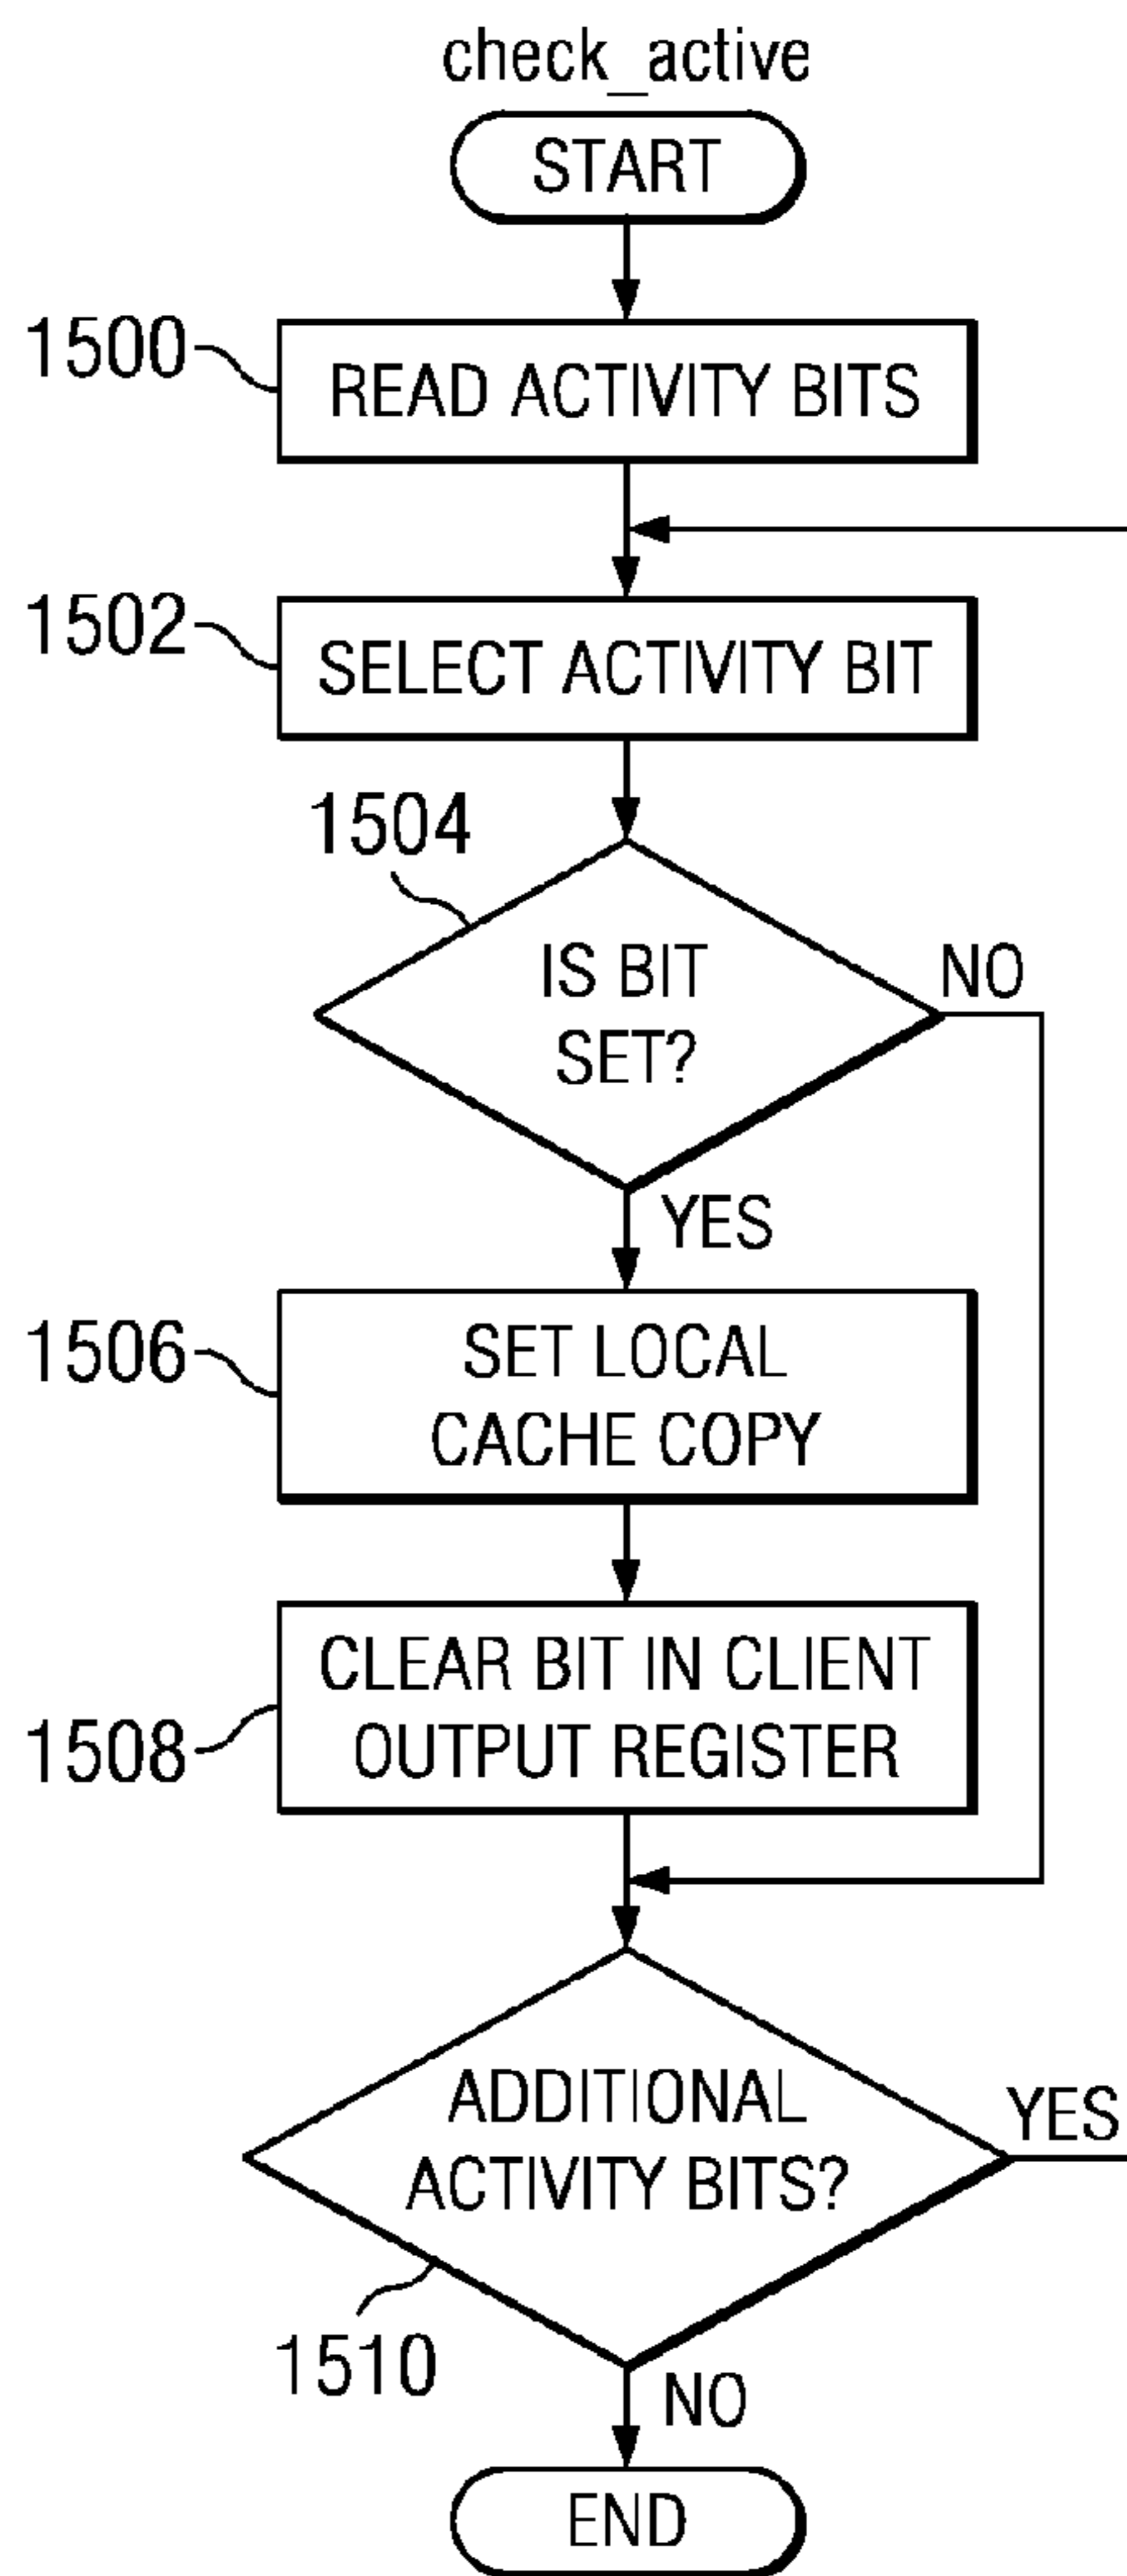 check_active
START
1500
READ ACTIVITY BITS
1502
SELECT ACTIVITY BIT
1504
IS BIT
SET?
NO
YES
1506
SET LOCAL
CACHE COPY
CLEAR BIT IN CLIENT
OUTPUT REGISTER
1508
ADDITIONAL
ACTIVITY BITS?
YES
1510
NO
END